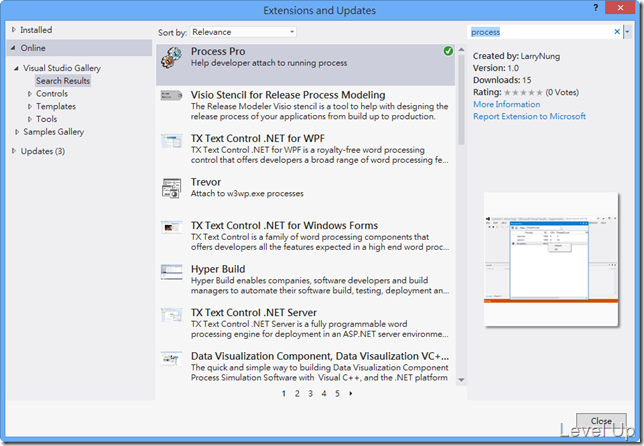 Extensions and Updates
?
Installed
Online
Visual Studio Gallery
Search Results
Controls
Templates
Tools
Samples Gallery
Updates (3)
Sort by: Relevance
Process Pro
Help developer attach to running process
Visio Stencil for Release Process Modeling
The Release Modeler Visio stencil is a tool to help with designing the
release process of your applications from build up to production.
TX Text Control .NET for WPF
TX Text Control .NET for WPF is a royalty-free word processing
control that offers developers a broad range of word processing fe...
Trevor
Attach to w3wp.exe processes
TX Text Control .NET for Windows Forms
TX Text Control is a family of word processing components that
offers developers all the features expected in a high end word proc...
Hyper Build
Hyper Build enables companies, software developers and build
managers to automate their software build, testing, deployment an...
TX Text Control .NET Server
TX Text Control .NET Server is a fully programmable word
processing engine for deployment in an ASP.NET server environme...
Data Visualization Component, Data Visaulization VC+...
The quick and simple way to building Data Visualization Component
Process Simulation Software with Visual C++, and the .NET platform
1 2 3 4 5
process
Created by: LarryNung
Version: 1.0
Downloads: 15
Rating: (0 Votes)
More Information
Report Extension to Microsoft
Close
Level Up